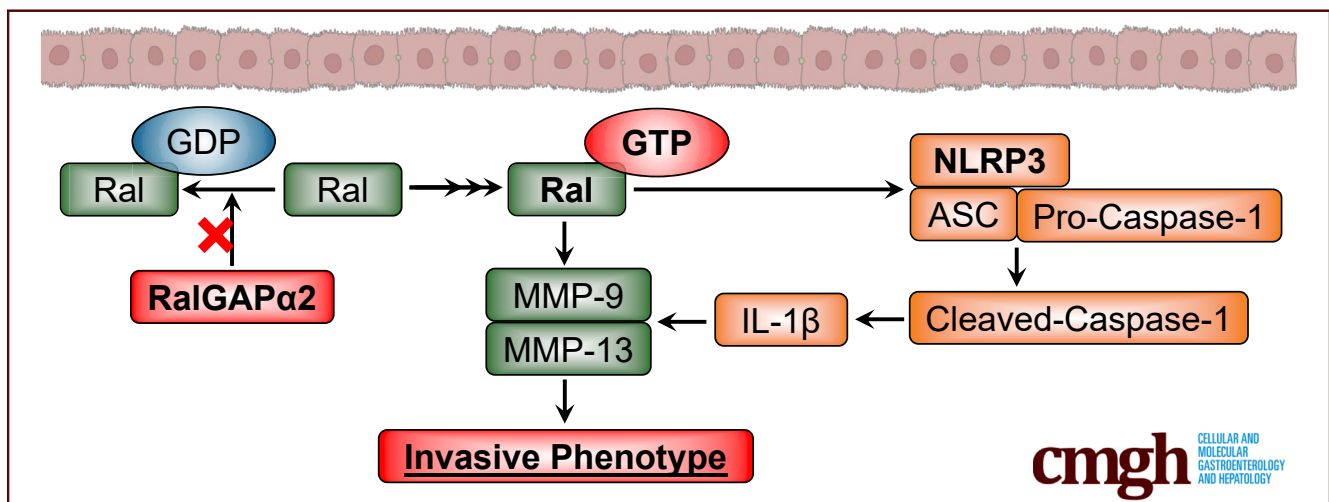 GDP
Ral
Ral
Ral
GTP
NLRP3
ASC
Pro-Caspase-1
RalGAPα2
MMP-9
MMP-13
IL-1β
Cleaved-Caspase-1
Invasive Phenotype
cmgh
CELLULAR AND
MOLECULAR
GASTROENTEROLOGY
AND HEPATOLOGY